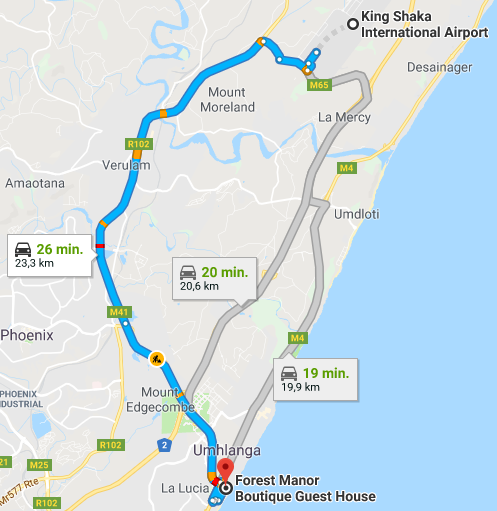 King Shaka
International Airport
Desainager
M65
Mount
Moreland
La Mercy
R102
Verulam
M4
Amaotana
Umdloti
26 min.
23,3 km
20 min.
20,6 km
M41
Phoenix
M4
19 min.
19,9 km
PHOENIX
INDUSTRIAL
Mount
Edgecombe
R102
2
Umhlanga
M25
21
Mt577 Rte
La Lucia
Forest Manor
Boutique Guest House